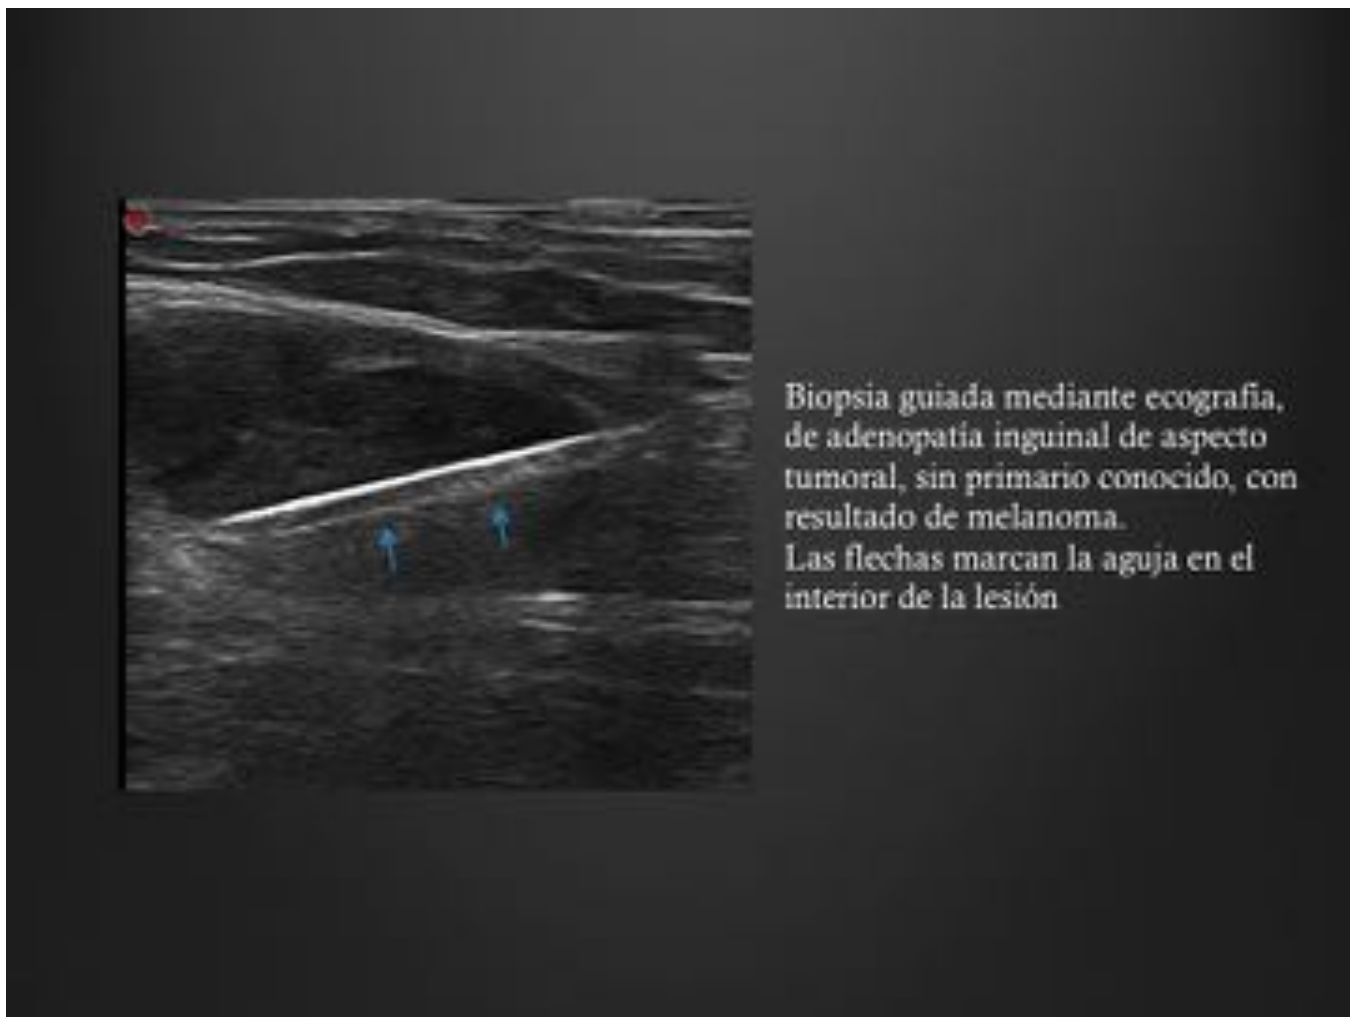 Biopsia guiada mediante ecografía,
de adenopatía inguinal de aspecto
tumoral, sin primario conocido, con
resultado de melanoma.
Las flechas marcan la aguja en el
interior de la lesión